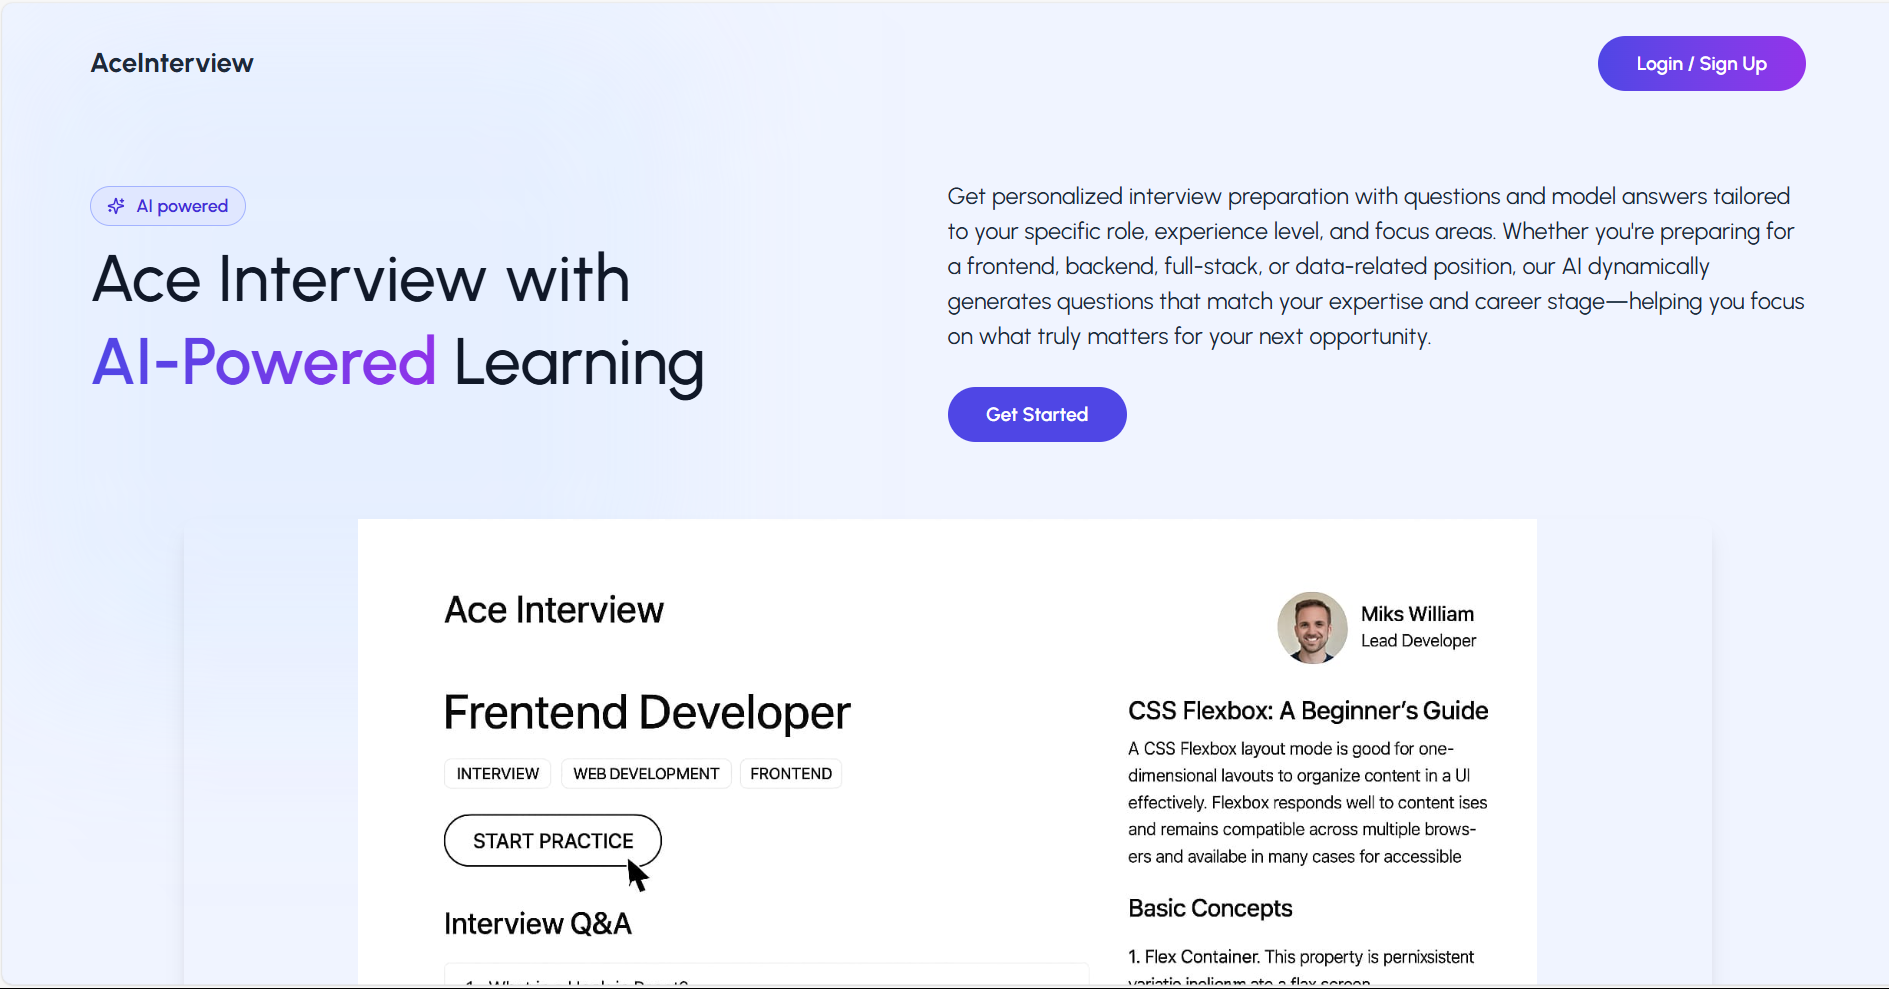 AceInterview
Login / Sign Up
AI powered
Ace Interview with
AI-Powered Learning
Get personalized interview preparation with questions and model answers tailored
to your specific role, experience level, and focus areas. Whether you're preparing for
a frontend, backend, full-stack, or data-related position, our AI dynamically
generates questions that match your expertise and career stage—helping you focus
on what truly matters for your next opportunity.
Get Started
Ace Interview
Miks William
Lead Developer
Frentend Developer
INTERVIEW
WEB DEVELOPMENT
FRONTEND
START PRACTICE
Interview Q&A
CSS Flexbox: A Beginner’s Guide
A CSS Flexbox layout mode is good for one-
dimensional lavouts to organize content in a UI
effectively. Flexbox responds well to content ises
and remains compatible across multiple brows-
ers and availabe in many cases for accessible
Basic Concepts
1. Flex Container. This property is pernixsistent